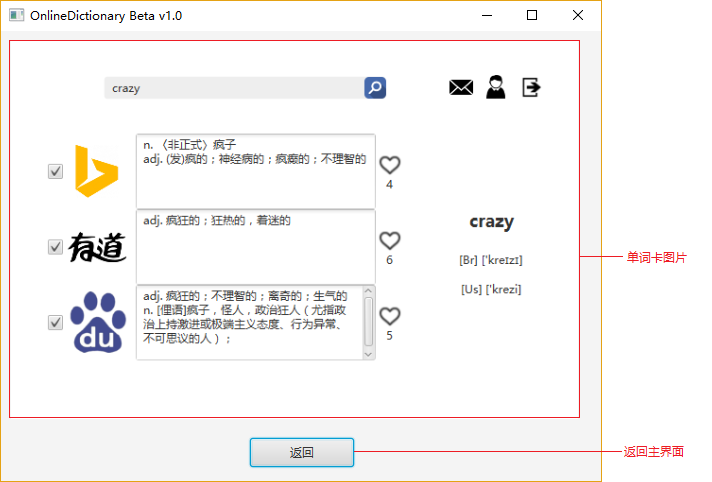 OnlineDictionary Beta v1.0
crazy
n. 〈非正式〉疯子
adj. (发)疯的；神经病的；疯癫的；不理智的
4
有道
adj. 疯狂的；狂热的，着迷的
6
du
adj. 疯狂的；不理智的；离奇的；生气的
n. [俚语]疯子，怪人，政治狂人（尤指政
治上持激进或极端主义态度、行为异常、
不可思议的人）；
5
crazy
[Br] ['kreɪzɪ]
[Us] ['krezi]
单词卡图片
返回
返回主界面